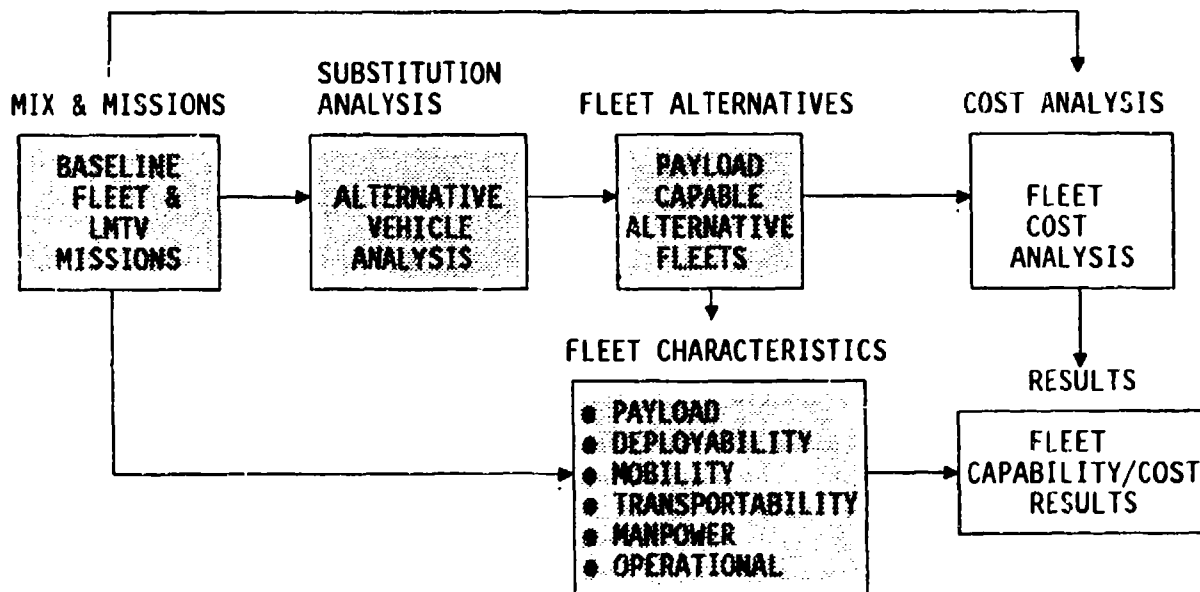 MIX & MISSIONS
BASELINE
FLEET &
LMTV
MISSIONS
SUBSTITUTION
ANALYSIS
ALTERNATIVE
VEHICLE
ANALYSIS
FLEET ALTERNATIVES
PAYLOAD
CAPABLE
ALTERNATIVE
FLEETS
COST ANALYSIS
FLEET
COST
ANALYSIS
FLEET CHARACTERISTICS
● PAYLOAD
● DEPLOYABILITY
● MOBILITY
● TRANSPORTABILITY
● MANPOWER
● OPERATIONAL
RESULTS
FLEET
CAPABILITY/COST
RESULTS